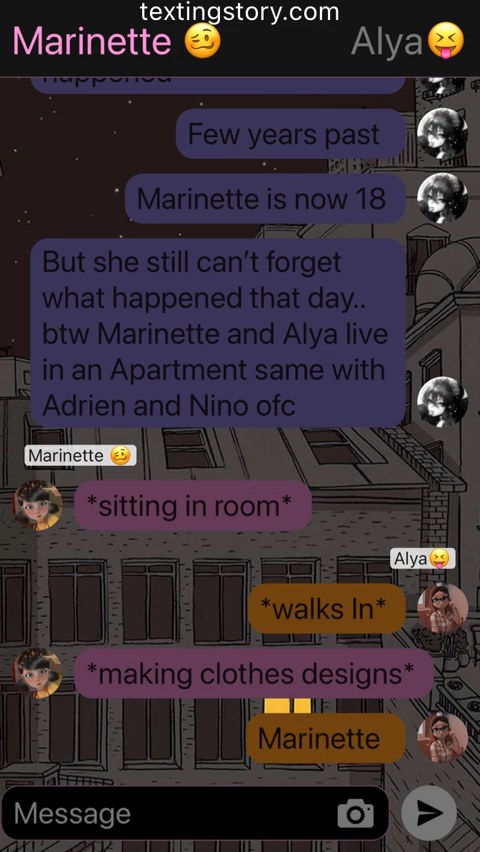 textingstory.com
Marinette 🥴 Alya😝
happened
Few years past
Marinette is now 18
But she still can't forget
what happened that day..
btw Marinette and Alya live
in an Apartment same with
Adrien and Nino ofc
Marinette 🥴
*sitting in room*
Alya😝
*walks In*
*making clothes designs*
Marinette
Message